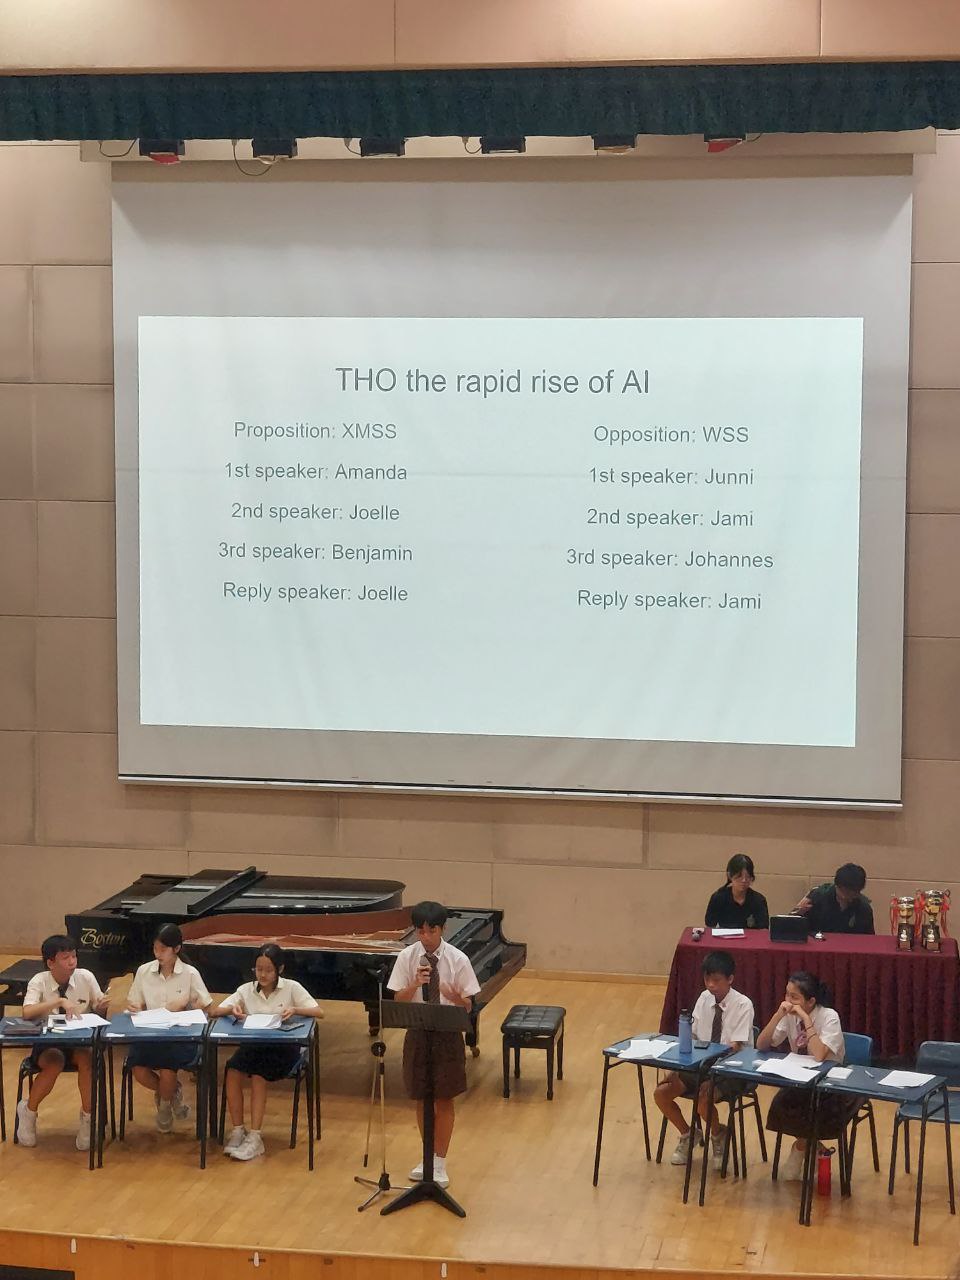 THO the rapid rise of AI
Proposition: XMSS
1st speaker: Amanda
2nd speaker: Joelle
3rd speaker: Benjamin
Reply speaker: Joelle
Opposition: WSS
1st speaker: Junni
2nd speaker: Jami
3rd speaker: Johannes
Reply speaker: Jami
Boston